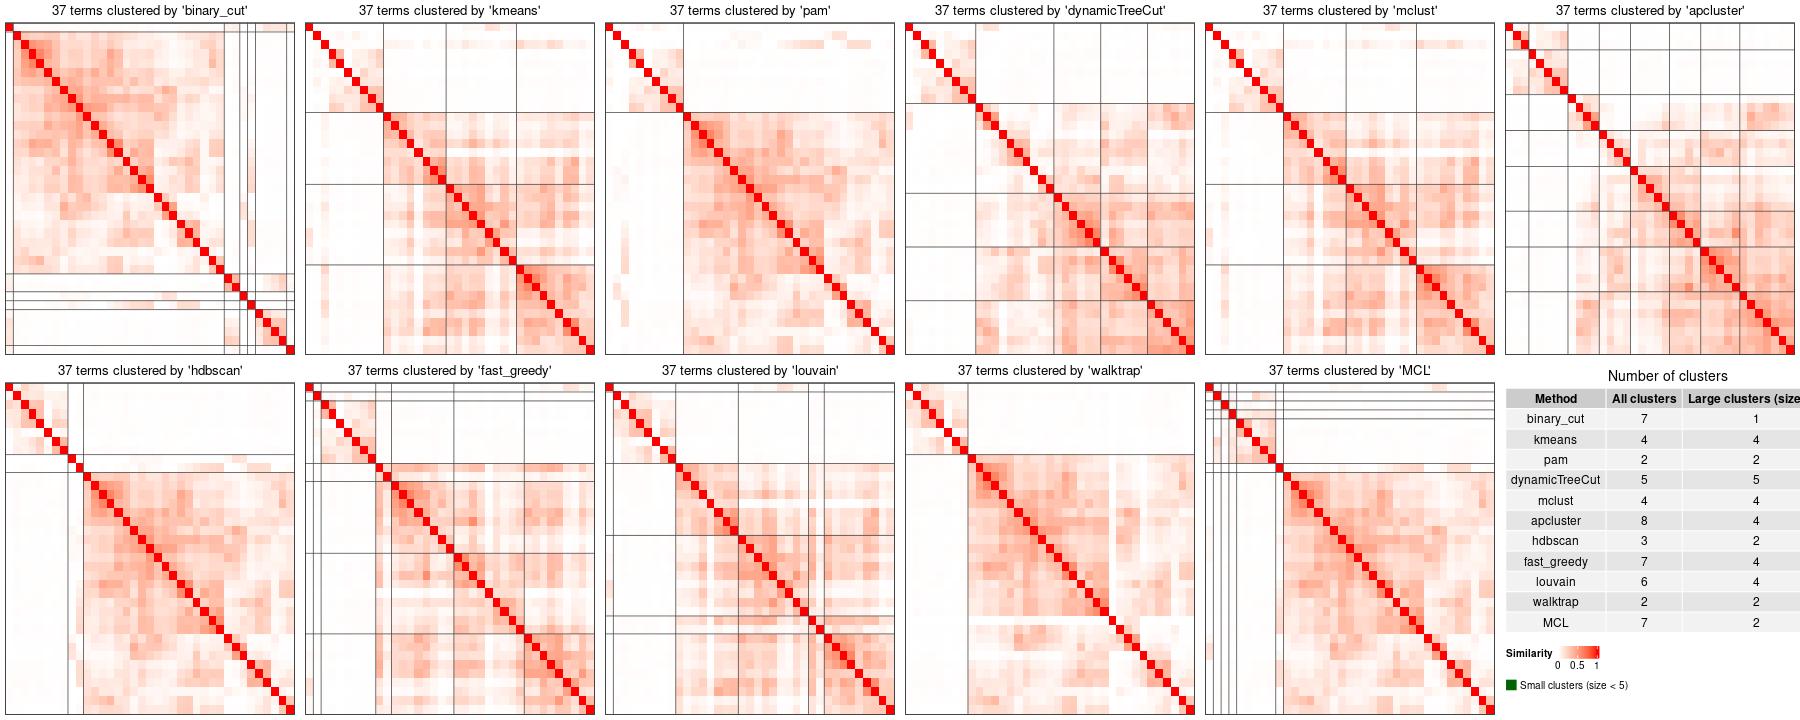 37 terms clustered by 'binary_cut'
37 terms clustered by 'kmeans'
37 terms clustered by 'pam'
37 terms clustered by 'dynamicTreeCut'
37 terms clustered by 'mclust'
37 terms clustered by 'apcluster'
37 terms clustered by 'hdbscan'
37 terms clustered by 'fast_greedy'
37 terms clustered by 'louvain'
37 terms clustered by 'walktrap'
37 terms clustered by 'MCL'
Number of clusters
Method All clusters Large clusters (size
binary_cut 7 1
kmeans 4 4
pam 2 2
dynamicTreeCut 5 5
mclust 4 4
apcluster 8 4
hdbscan 3 2
fast_greedy 7 4
louvain 6 4
walktrap 2 2
MCL 7 2
Similarity
0 0.5 1
Small clusters (size < 5)